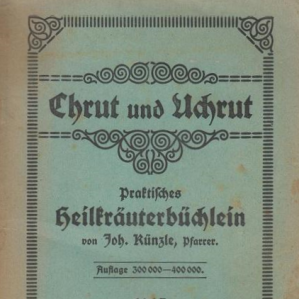 Chrut und Uchrut
Praktisches
Heilkräuterbüchlein
von Joh. Künzle, Pfarrer.
Auflage 300 000—400 000.